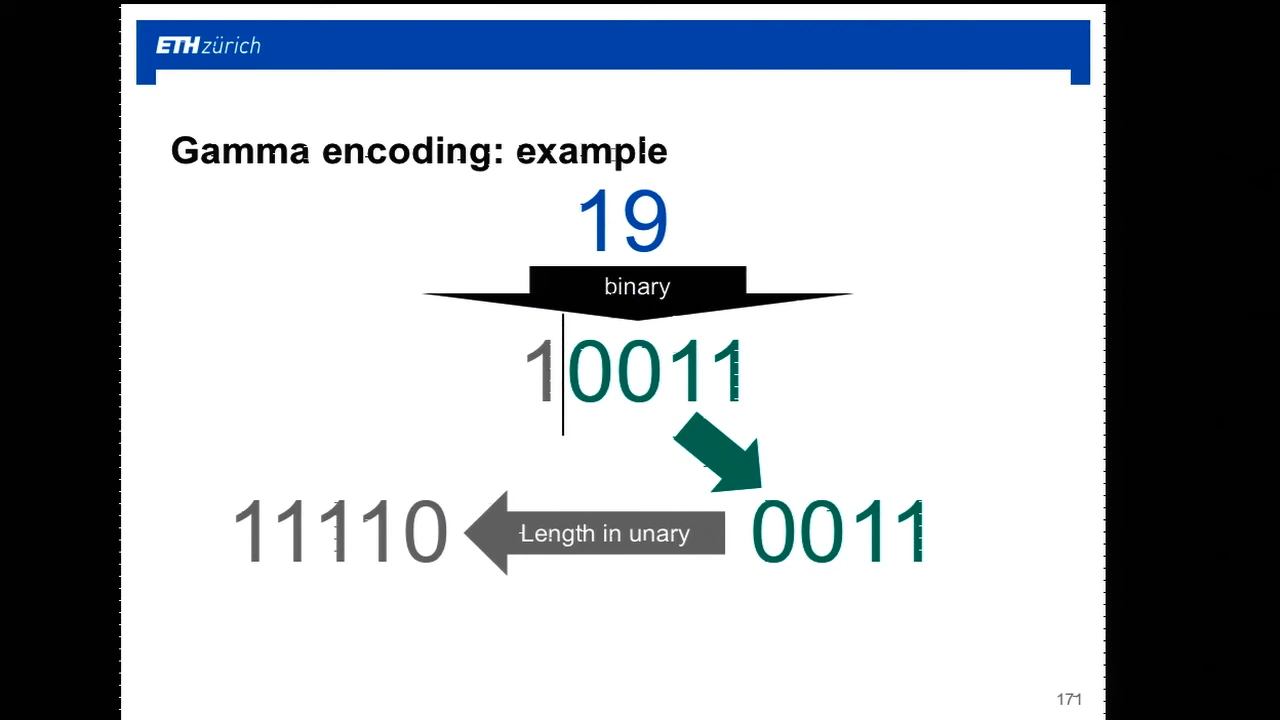 ETH zürich
Gamma encoding: example
19
binary
10011
11110
Length in unary
0011
171